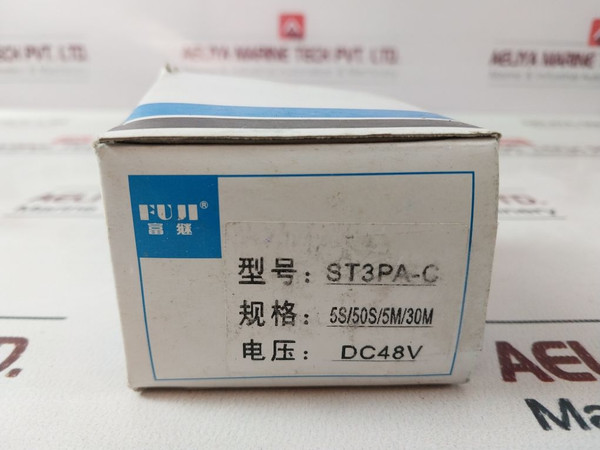 AELIYA MARINE TECH PVT. LTD.
FUJI®
富继
型号: ST3PA-C
规格: 5S/50S/5M/30M
电压: DC48V